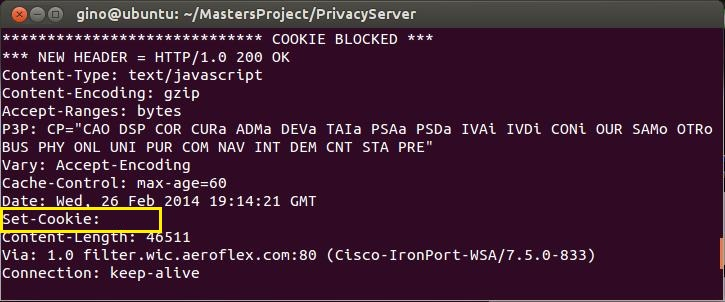 gino@ubuntu: ~/MastersProject/PrivacyServer
***************************** COOKIE BLOCKED ***
*** NEW HEADER = HTTP/1.0 200 OK
Content-Type: text/javascript
Content-Encoding: gzip
Accept-Ranges: bytes
P3P: CP="CAO DSP COR CURa ADMa DEVa TAIa PSAa PSDa IVAi IVDi CONi OUR SAMo OTRo
BUS PHY ONL UNI PUR COM NAV INT DEM CNT STA PRE"
Vary: Accept-Encoding
Cache-Control: max-age=60
Date: Wed, 26 Feb 2014 19:14:21 GMT
Set-Cookie:
Content-Length: 46511
Via: 1.0 filter.wic.aeroflex.com:80 (Cisco-IronPort-WSA/7.5.0-833)
Connection: keep-alive